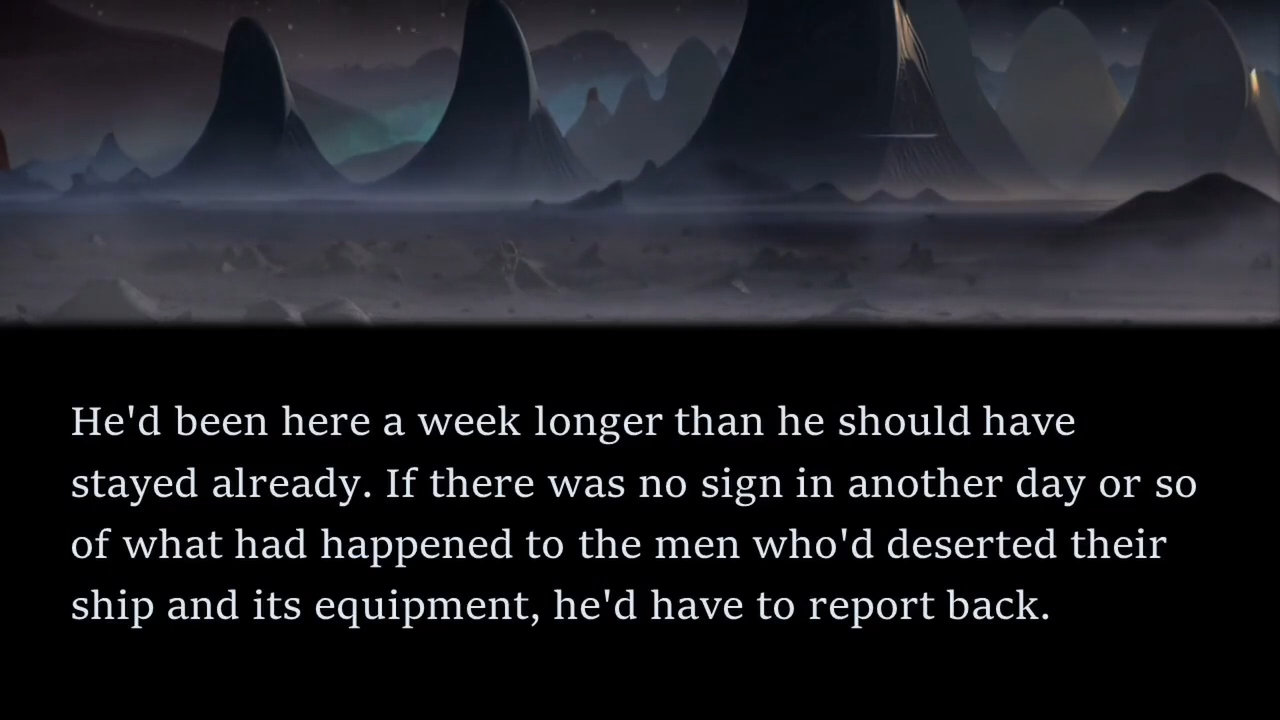 He'd been here a week longer than he should have
stayed already. If there was no sign in another day or so
of what had happened to the men who'd deserted their
ship and its equipment, he'd have to report back.